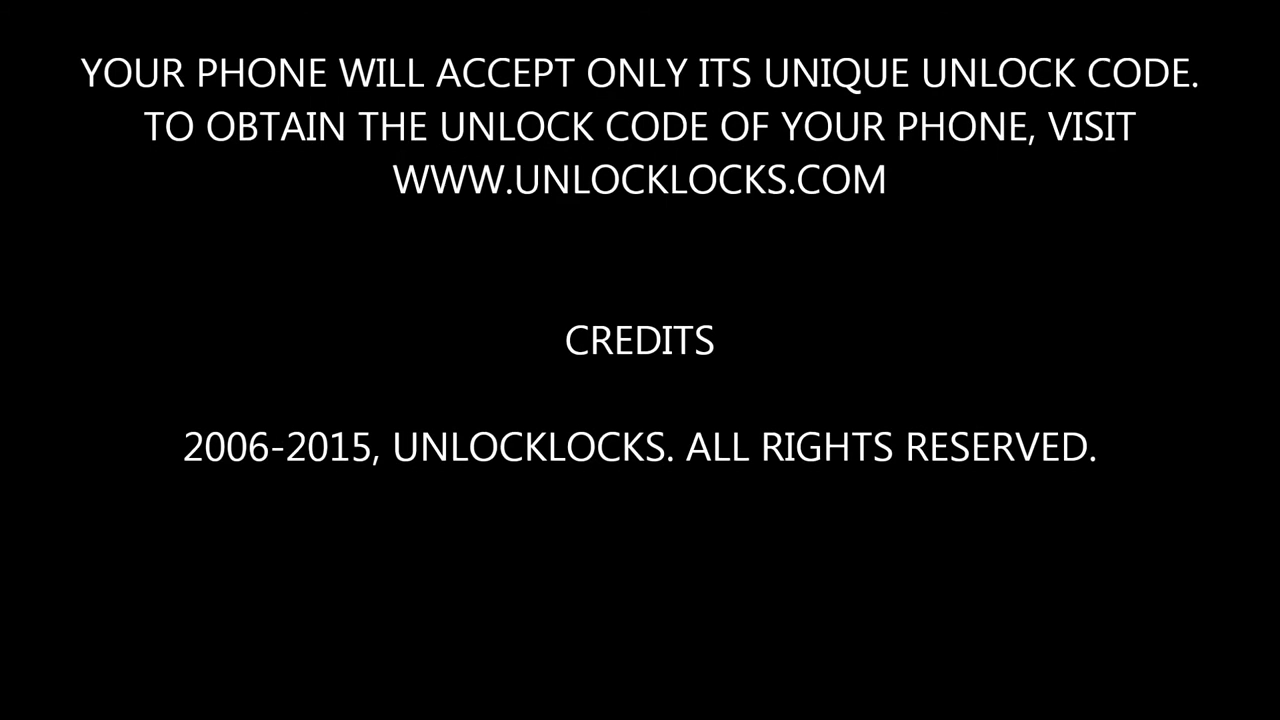 YOUR PHONE WILL ACCEPT ONLY ITS UNIQUE UNLOCK CODE.
TO OBTAIN THE UNLOCK CODE OF YOUR PHONE, VISIT
WWW.UNLOCKLOCKS.COM
CREDITS
2006-2015, UNLOCKLOCKS. ALL RIGHTS RESERVED.